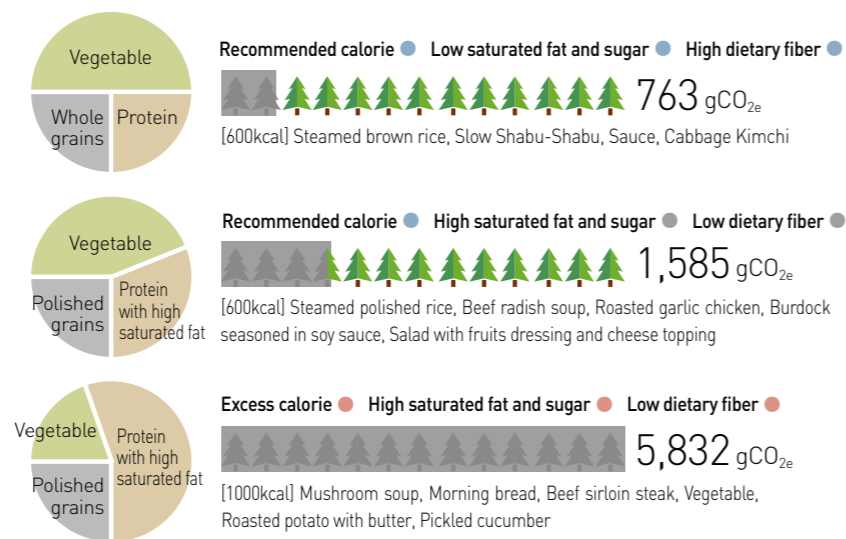 Vegetable
Whole
grains
Protein
Recommended calorie Low saturated fat and sugar High dietary fiber
763 gCO2e
[600kcal] Steamed brown rice, Slow Shabu-Shabu, Sauce, Cabbage Kimchi
Vegetable
Polished
grains
Protein
with high
saturated fat
Recommended calorie High saturated fat and sugar Low dietary fiber
1,585 gCO2e
[600kcal] Steamed polished rice, Beef radish soup, Roasted garlic chicken, Burdock
seasoned in soy sauce, Salad with fruits dressing and cheese topping
Vegetable
Polished
grains
Protein
with high
saturated fat
Excess calorie High saturated fat and sugar Low dietary fiber
5,832 gCO2e
[1000kcal] Mushroom soup, Morning bread, Beef sirloin steak, Vegetable,
Roasted potato with butter, Pickled cucumber